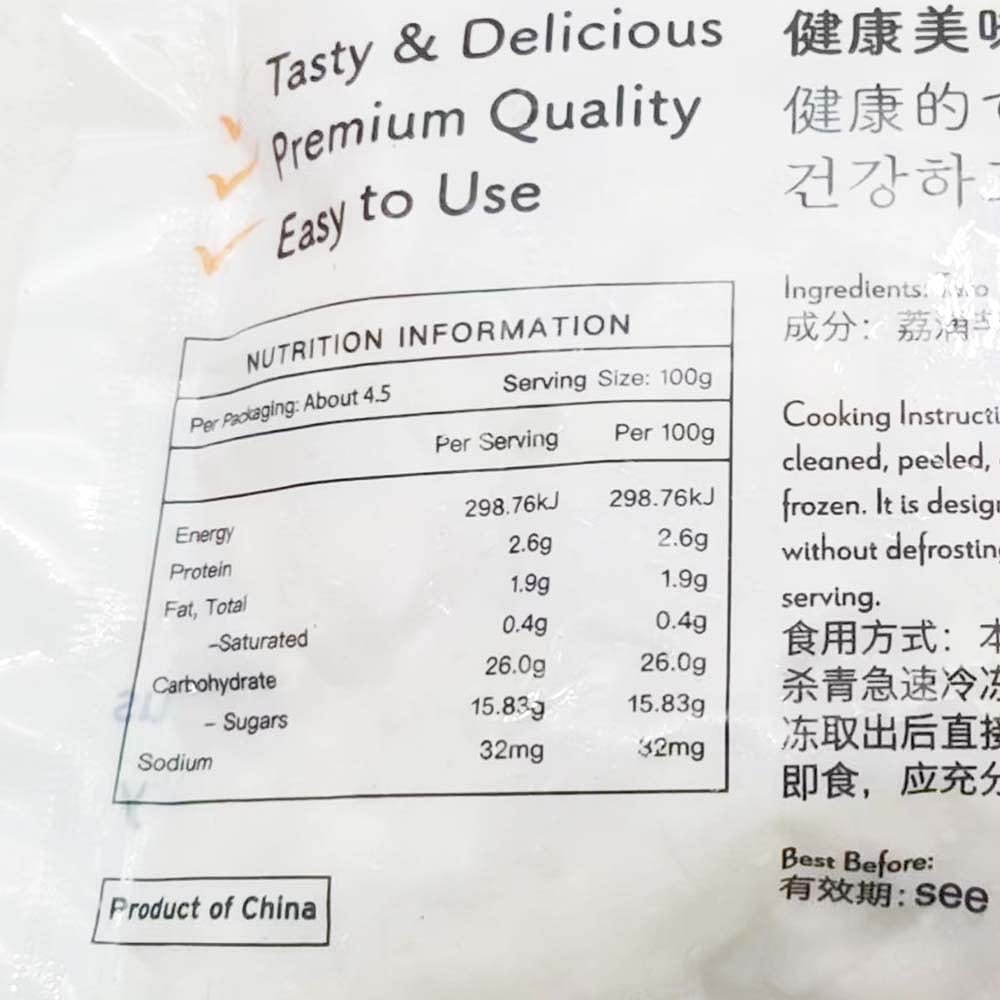 Tasty & Delicious
Premium Quality
Easy to Use
NUTRITION INFORMATION
Per Packaging: About 4.5 Serving Size: 100g
Per Serving Per 100g
Energy 298.76kJ 298.76kJ
Protein 2.6g 2.6g
Fat, Total 1.9g 1.9g
-Saturated 0.4g 0.4g
Carbohydrate 26.0g 26.0g
- Sugars 15.83g 15.83g
Sodium 32mg 32mg
Product of China
健康美味
健康的
건강하
Ingredients: Taro
成分：荔浦芋
Cooking Instructi
cleaned, peeled,
frozen. It is desig
without defrostin
serving.
食用方式：本
杀青急速冷冻
冻取出后直接
即食，应充分
Best Before:
有效期: see